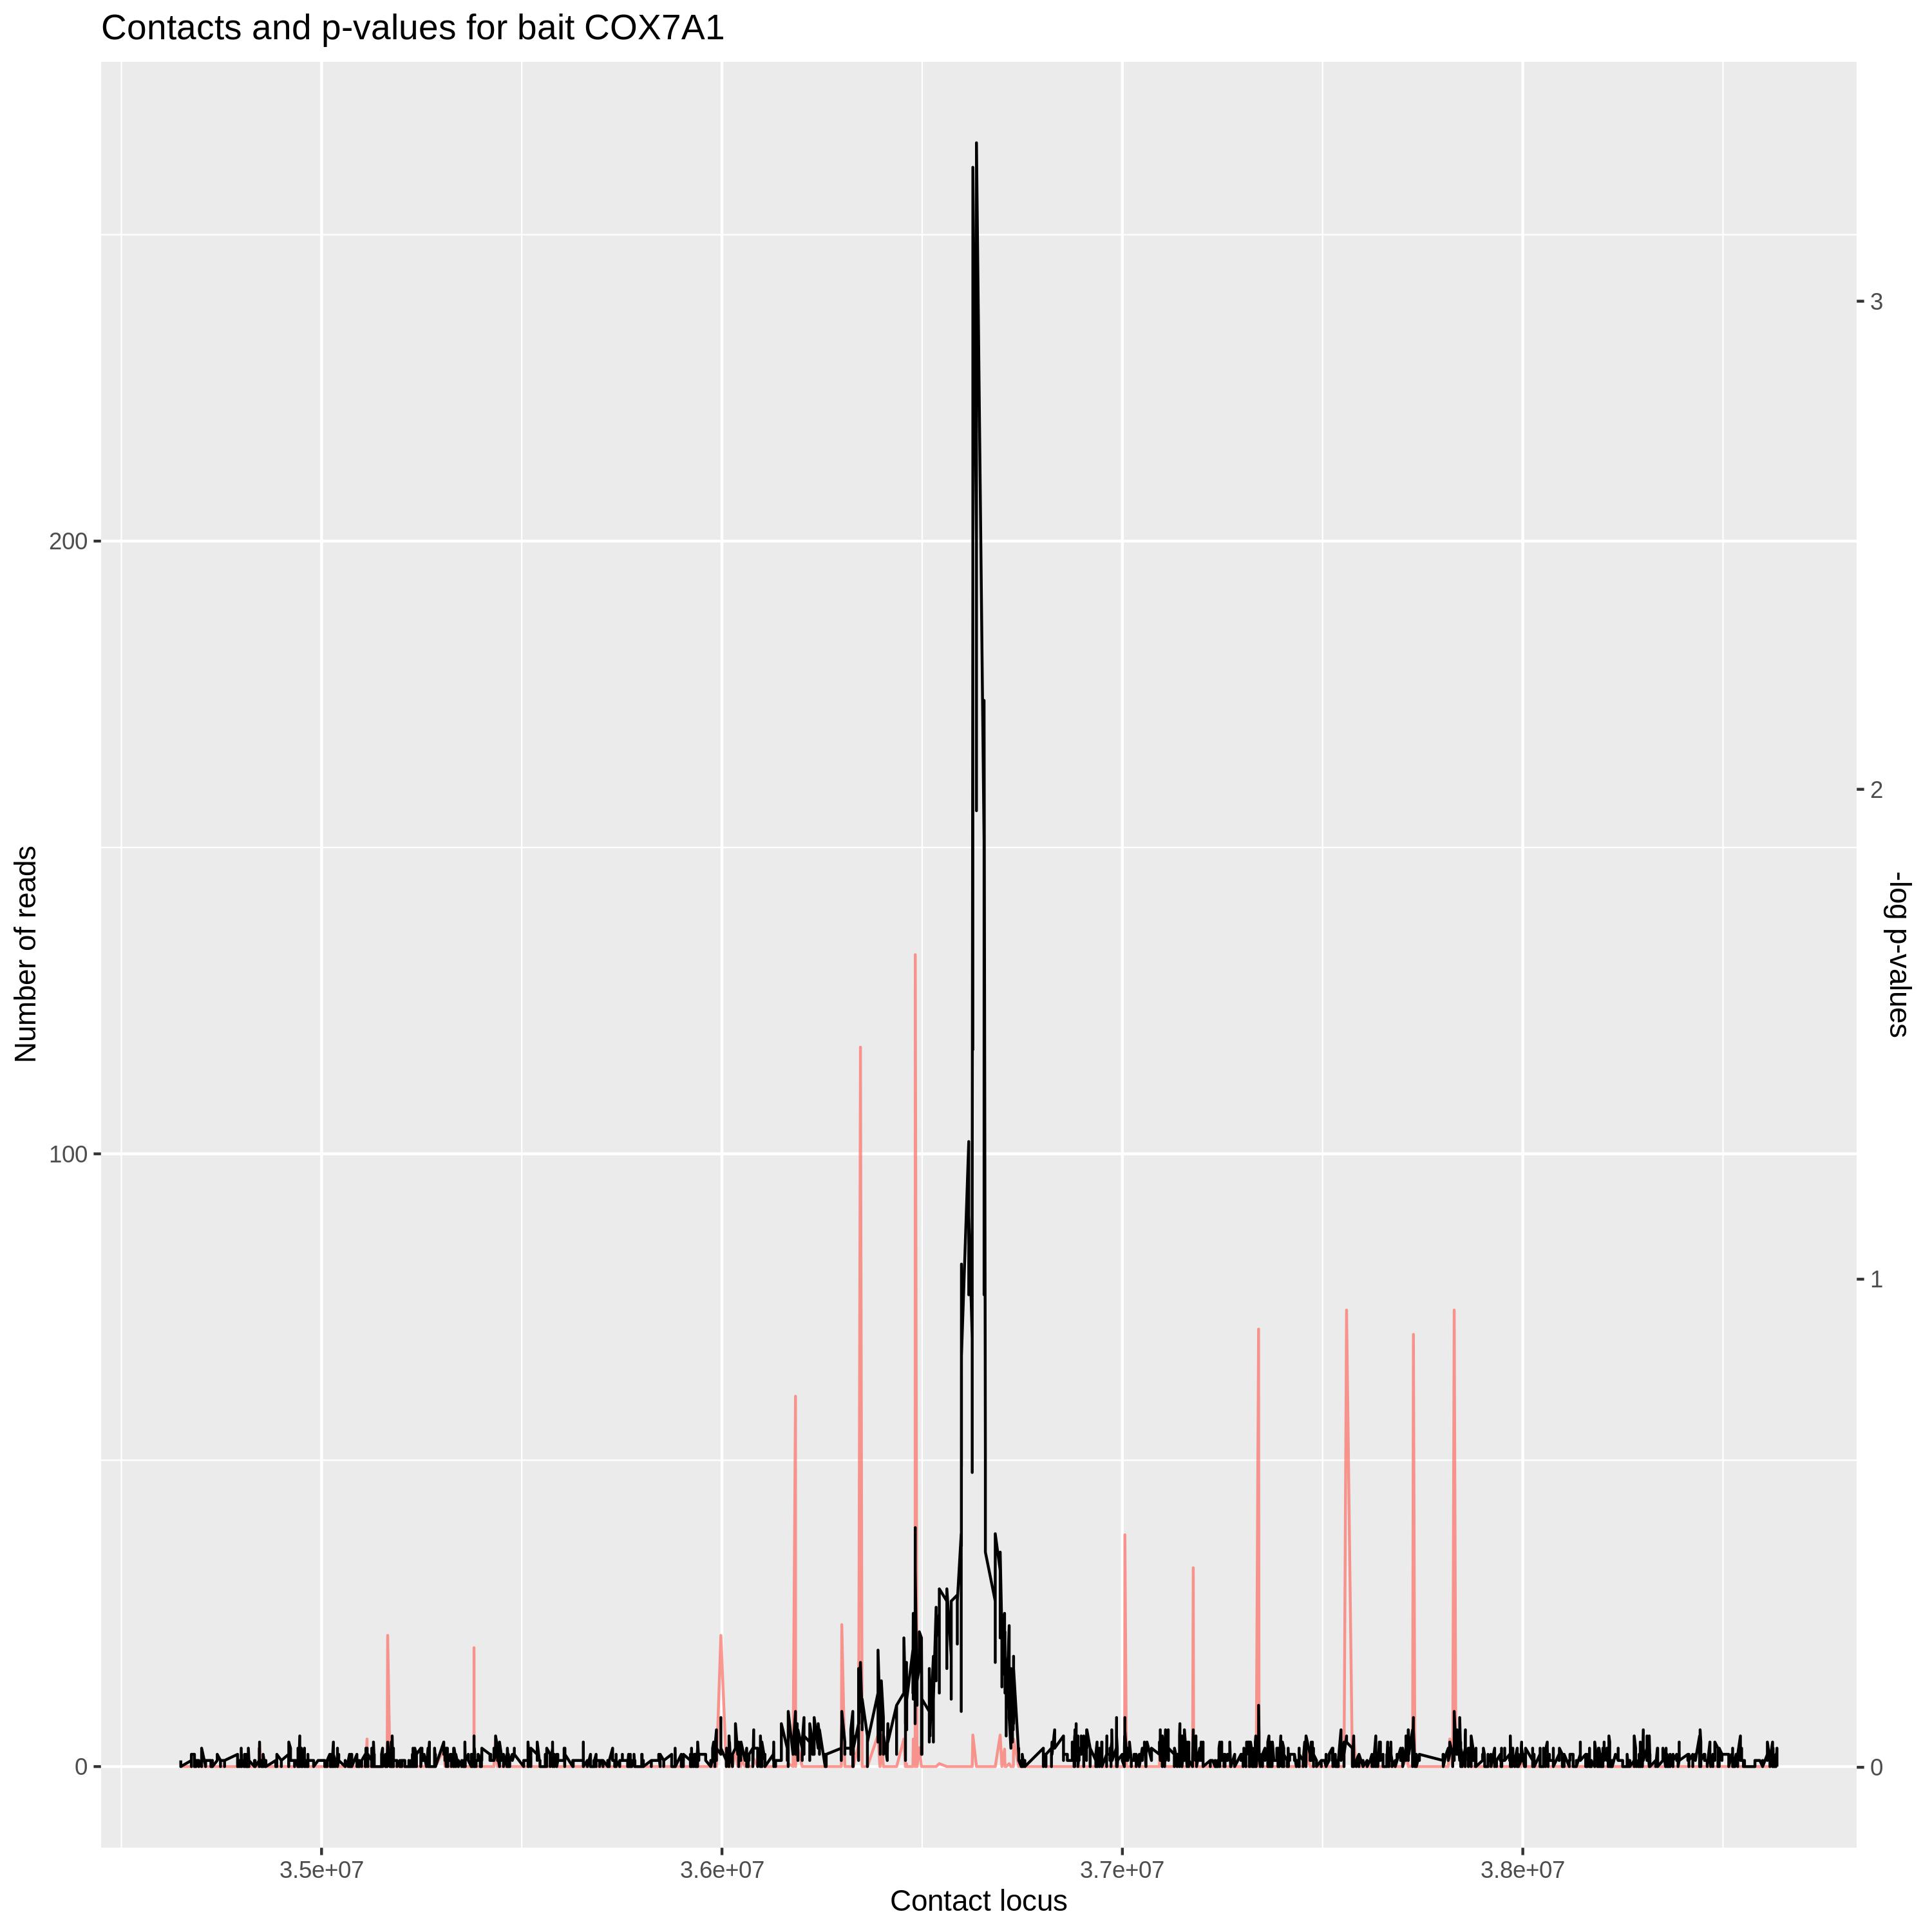 Contacts and p-values for bait COX7A1
Number of reads
200
100
0
3
2
1
0
-log p-values
3.5e+07
3.6e+07
3.7e+07
3.8e+07
Contact locus